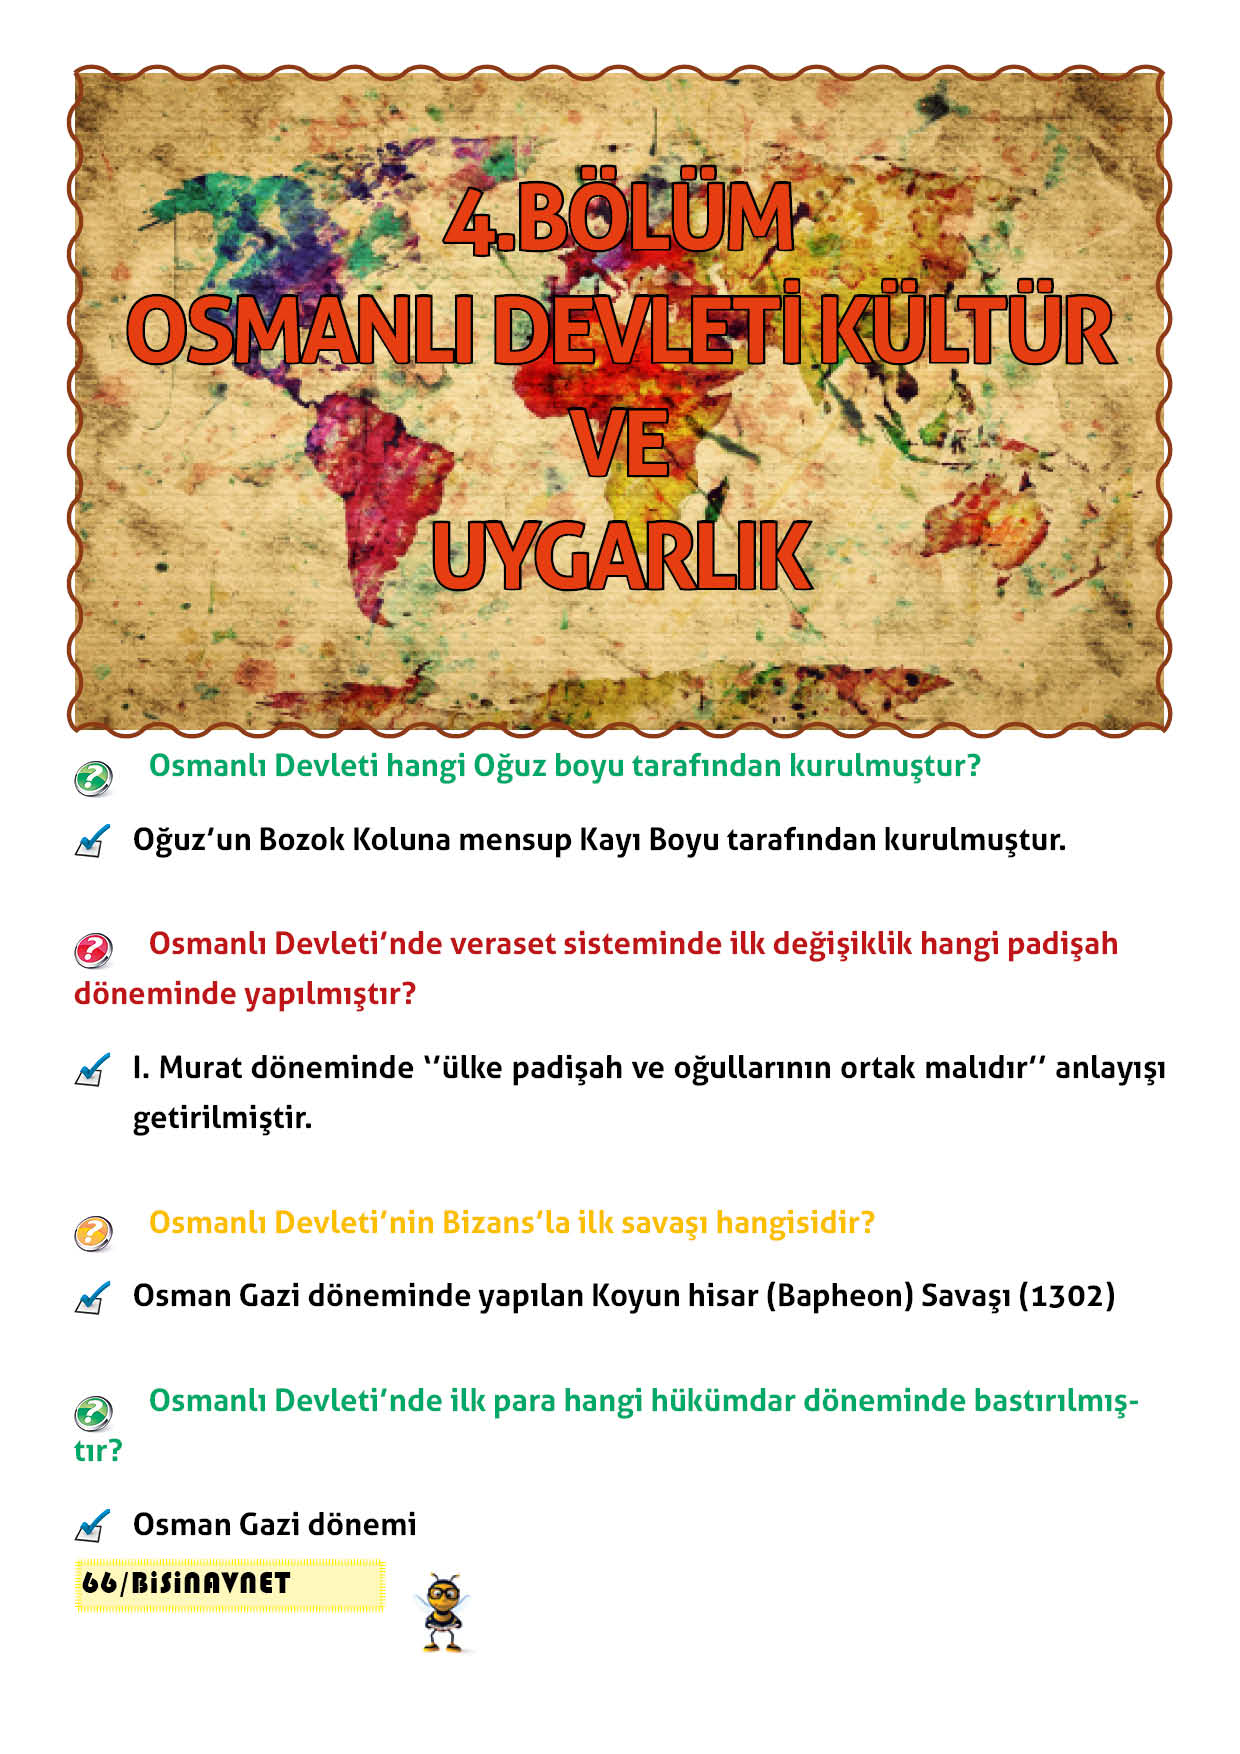 4.BÖLÜM
OSMANLI DEVLETİ KÜLTÜR
VE
UYGARLIK
Osmanlı Devleti hangi Oğuz boyu tarafından kurulmuştur?
Oğuz’un Bozok Koluna mensup Kayı Boyu tarafından kurulmuştur.
Osmanlı Devleti’nde veraset sisteminde ilk değişiklik hangi padişah
döneminde yapılmıştır?
I. Murat döneminde ‘’ülke padişah ve oğullarının ortak malıdır’’ anlayışı
getirilmiştir.
Osmanlı Devleti’nin Bizans’la ilk savaşı hangisidir?
Osman Gazi döneminde yapılan Koyun hisar (Bapheon) Savaşı (1302)
Osmanlı Devleti’nde ilk para hangi hükümdar döneminde bastırılmış-
tır?
Osman Gazi dönemi
66/BiSiNAVNET